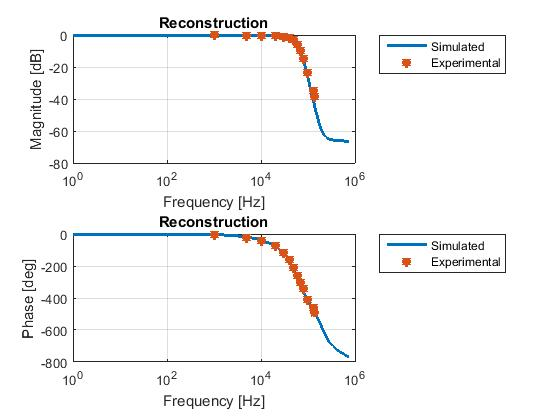 Reconstruction
Magnitude [dB]
0
-20
-40
-60
-80
10^0
10^2
10^4
10^6
Frequency [Hz]
Simulated
Experimental
Reconstruction
Phase [deg]
0
-200
-400
-600
-800
10^0
10^2
10^4
10^6
Frequency [Hz]
Simulated
Experimental